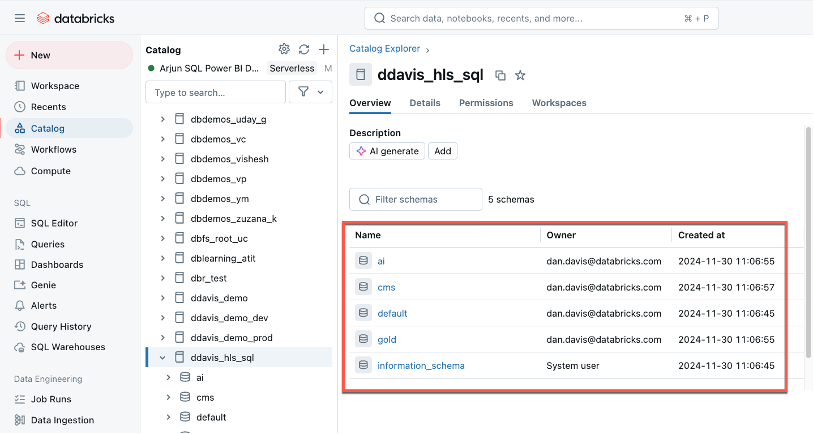 databricks
Search data, notebooks, recents, and more...
⌘ + P
New
Workspace
Recents
Catalog
Workflows
Compute
SQL
SQL Editor
Queries
Dashboards
Genie
Alerts
Query History
SQL Warehouses
Data Engineering
Job Runs
Data Ingestion
Catalog
Arjun SQL Power BI D... Serverless M
Type to search...
dbdemos_uday_g
dbdemos_vc
dbdemos_vishesh
dbdemos_vp
dbdemos_ym
dbdemos_zuzana_k
dbfs_root_uc
dblearning_atit
dbr_test
ddavis_demo
ddavis_demo_dev
ddavis_demo_prod
ddavis_hls_sql
ai
cms
default
Catalog Explorer
ddavis_hls_sql
Overview Details Permissions Workspaces
Description
AI generate Add
Filter schemas 5 schemas
Name Owner Created at
ai dan.davis@databricks.com 2024-11-30 11:06:55
cms dan.davis@databricks.com 2024-11-30 11:06:57
default dan.davis@databricks.com 2024-11-30 11:06:45
gold dan.davis@databricks.com 2024-11-30 11:06:55
information_schema System user 2024-11-30 11:06:45